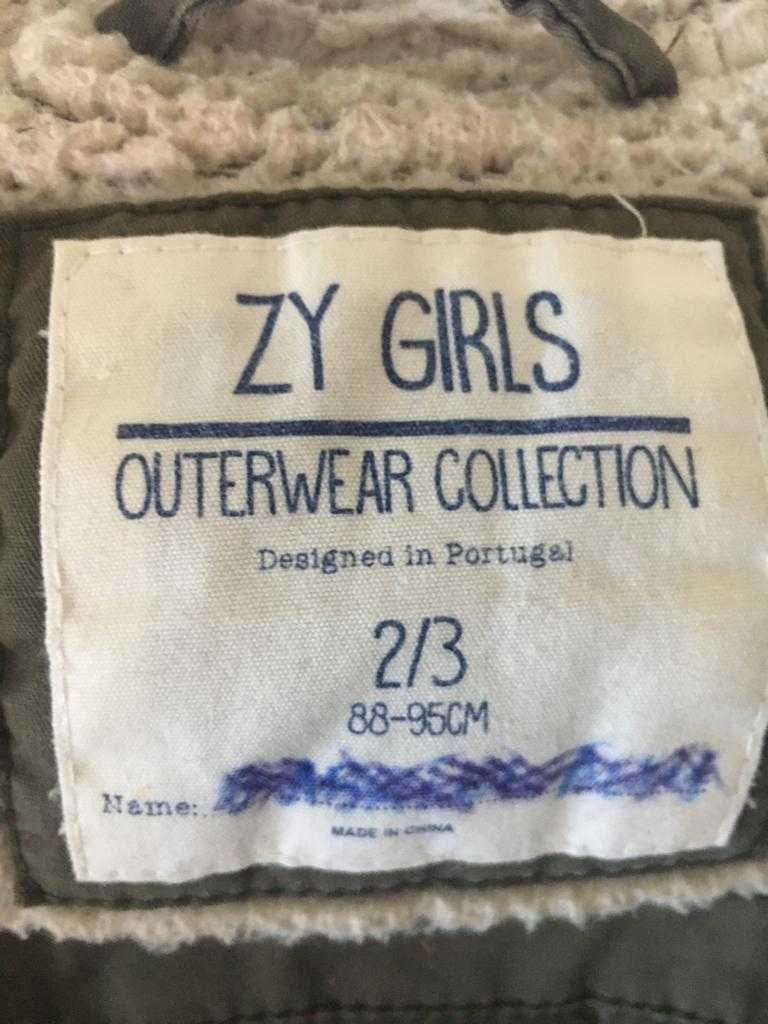 ZY GIRLS
OUTERWEAR COLLECTION
Designed in Portugal
2/3
88-95CM
Name:
MADE IN CHINA